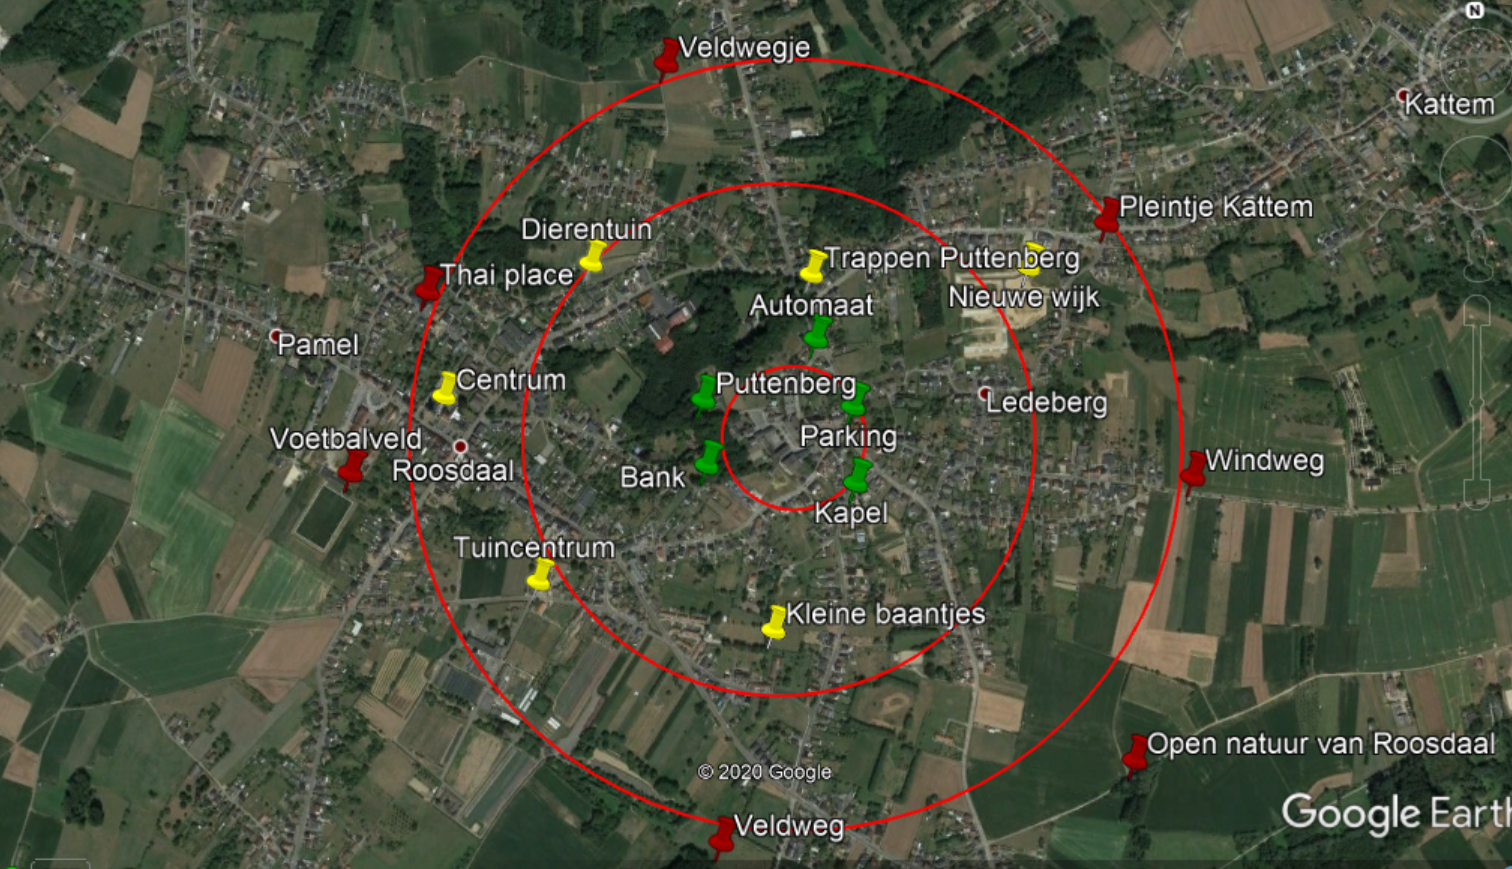 N
Veldwegje
Kattem
Pleintje Kattem
Dierentuin
Trappen Puttenberg
Thai place
Nieuwe wijk
Automaat
Pamel
Centrum
Puttenberg
Ledeberg
Voetbalveld
Parking
Roosdaal
Windweg
Bank
Kapel
Tuincentrum
Kleine baantjes
Open natuur van Roosdaal
© 2020 Google
Google Earth
Veldweg